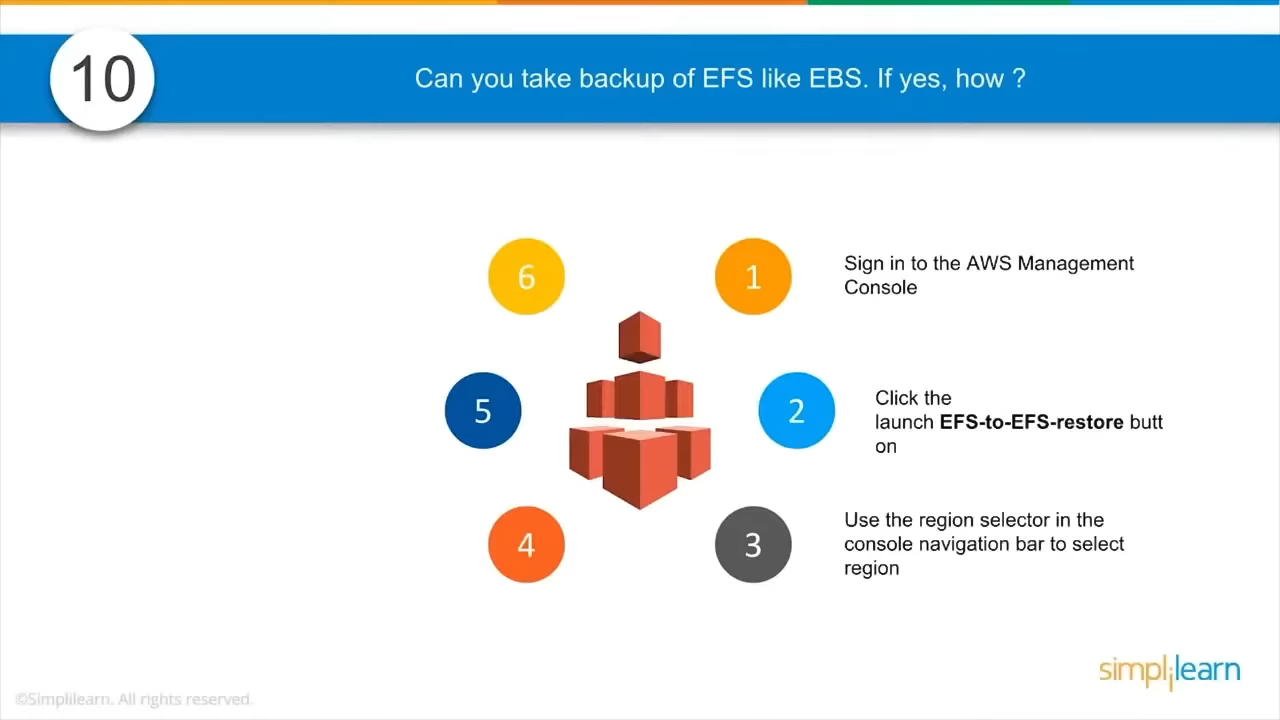 10
Can you take backup of EFS like EBS. If yes, how ?
6
1
Sign in to the AWS Management
Console
5
2
Click the
launch EFS-to-EFS-restore butt
on
4
3
Use the region selector in the
console navigation bar to select
region
simplilearn
©Simplilearn. All rights reserved.